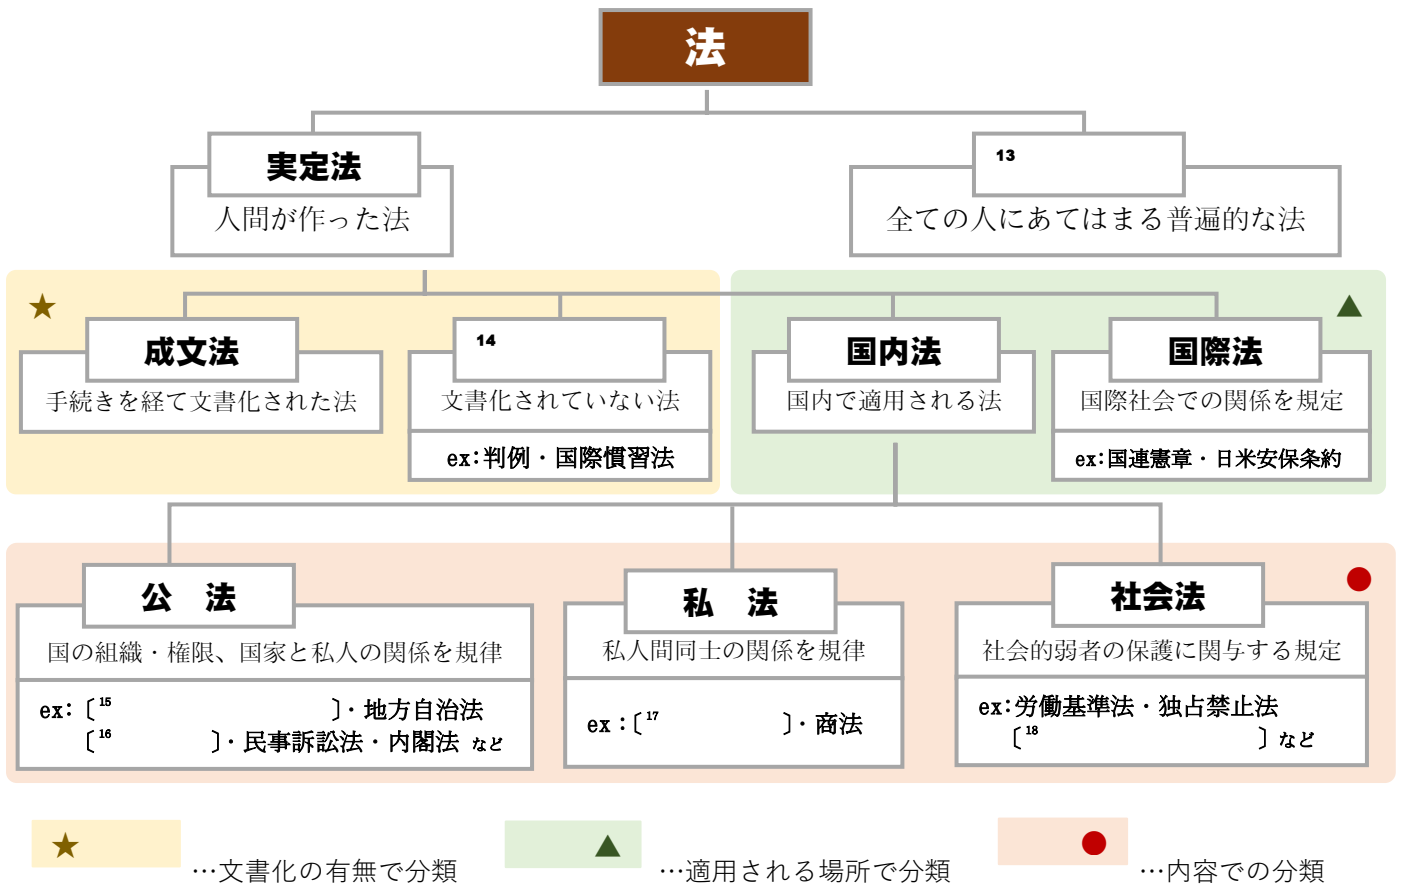 法
実定法
人間が作った法
13
全ての人にあてはまる普遍的な法
★
成文法
手続きを経て文書化された法
14
文書化されていない法
ex:判例・国際慣習法
▲
国内法
国内で適用される法
国際法
国際社会での関係を規定
ex:国連憲章・日米安保条約
公　法
国の組織・権限、国家と私人の関係を規律
ex:〔15　　　　　　　　　〕・地方自治法
〔16　　　　　〕・民事訴訟法・内閣法 など
私　法
私人間同士の関係を規律
ex:〔17　　　　　〕・商法
●
社会法
社会的弱者の保護に関与する規定
ex:労働基準法・独占禁止法
〔18　　　　　　　　　〕など
★ …文書化の有無で分類
▲ …適用される場所で分類
● …内容での分類